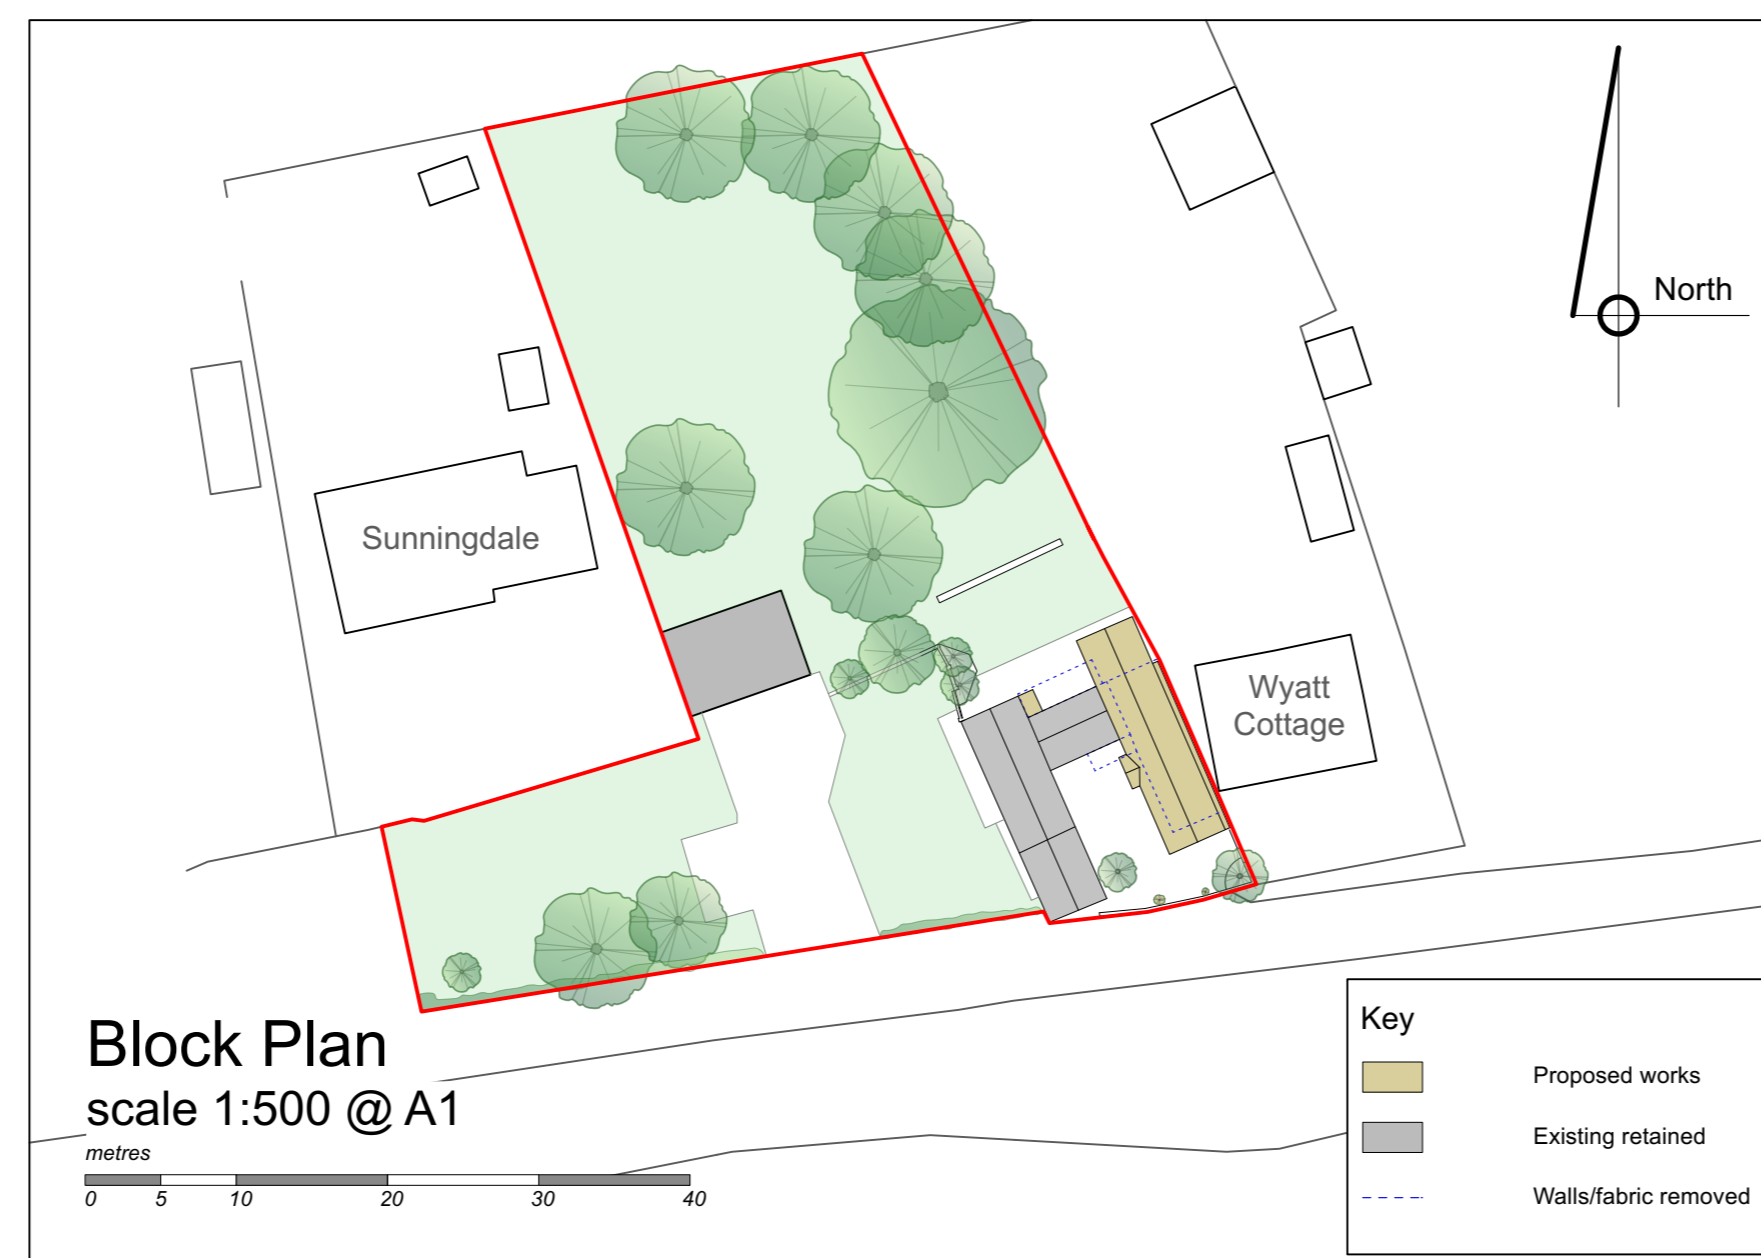 North
Sunningdale
Wyatt
Cottage
Block Plan
scale 1:500 @ A1
metres
0 5 10 20 30 40
Key
Proposed works
Existing retained
Walls/fabric removed